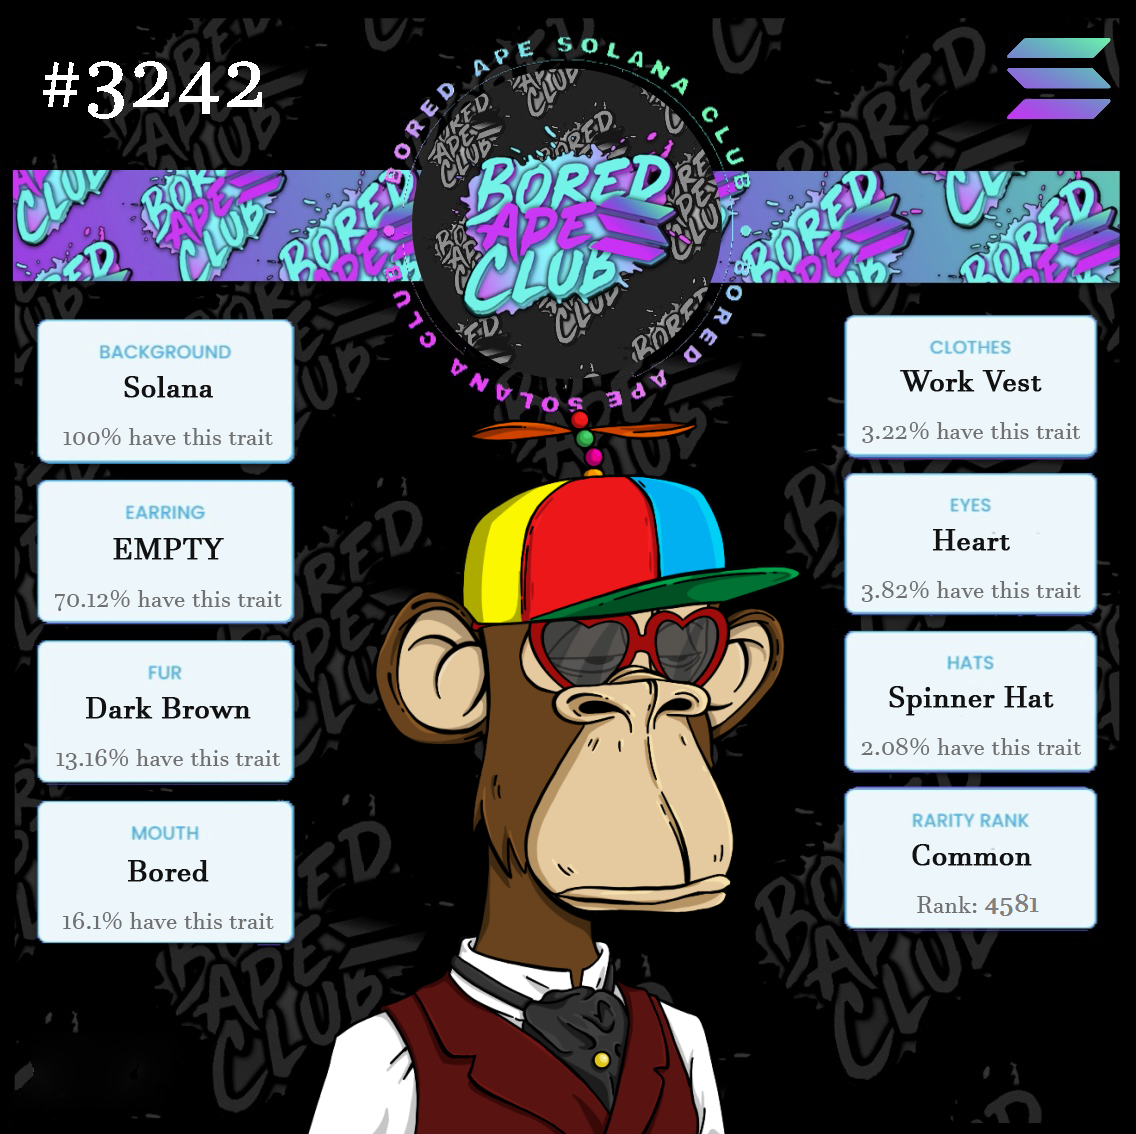 #3242
BORED APE SOLANA CLUB
BORED APE SOLANA CLUB
BORED
APE
CLUB
BACKGROUND
Solana
100% have this trait
EARRING
EMPTY
70.12% have this trait
FUR
Dark Brown
13.16% have this trait
MOUTH
Bored
16.1% have this trait
CLOTHES
Work Vest
3.22% have this trait
EYES
Heart
3.82% have this trait
HATS
Spinner Hat
2.08% have this trait
RARITY RANK
Common
Rank: 4581